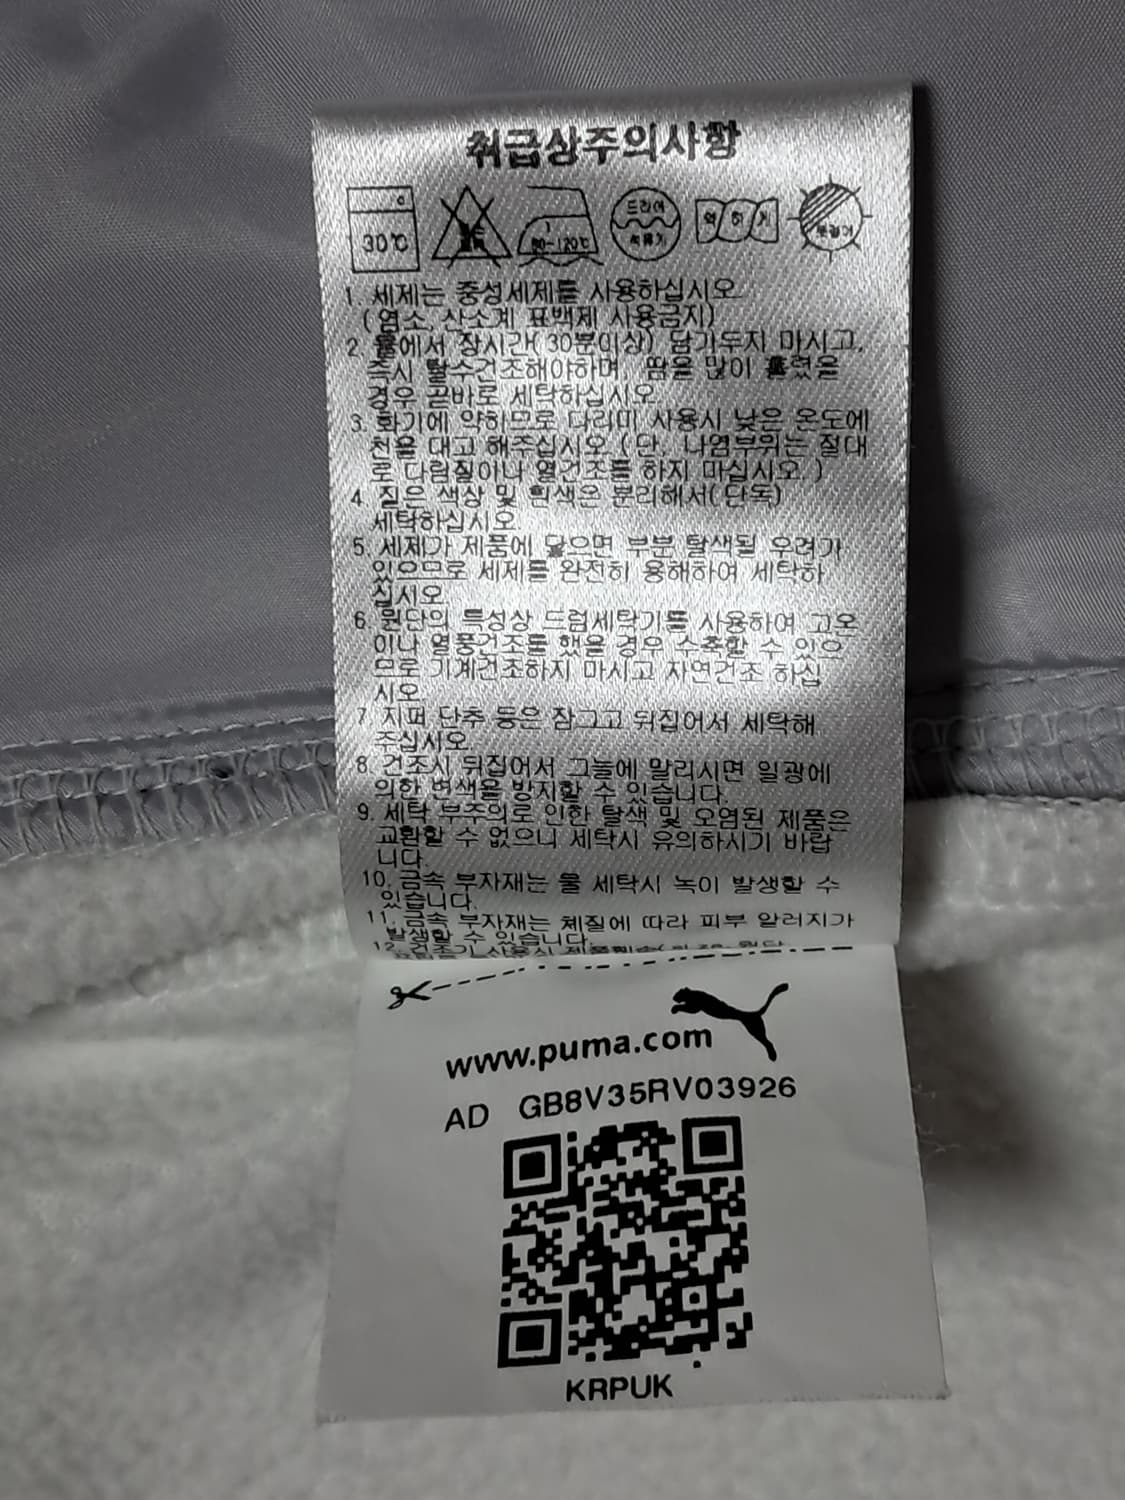 취급상주의사항
30℃
80-120℃
드라이
석유계
약하게
옷걸이
1. 세제는 중성세제를 사용하십시오.
(염소, 산소계 표백제 사용금지)
2. 물에서 장시간(30분이상) 담가두지 마시고,
즉시 탈수건조해야하며 땀을 많이 흘렸을
경우 곧바로 세탁하십시오.
3. 화기에 약하므로 다리미 사용시 낮은 온도에
천을 대고 해주십시오. (단, 나염부위는 절대
로 다림질이나 열건조를 하지 마십시오.)
4. 짙은 색상 및 흰색은 분리해서(단독)
세탁하십시오.
5. 세제가 제품에 닿으면 부분 탈색될 우려가
있으므로 세제를 완전히 용해하여 세탁하
십시오.
6. 원단의 특성상 드럼세탁기를 사용하여 고온
이나 열풍건조를 했을 경우 수축할 수 있으
므로 기계건조하지 마시고 자연건조 하십
시오.
7. 지퍼 단추 등은 잠그고 뒤집어서 세탁해
주십시오.
8. 건조시 뒤집어서 그늘에 말리시면 일광에
의한 변색을 방지할 수 있습니다.
9. 세탁 부주의로 인한 탈색 및 오염된 제품은
교환할 수 없으니 세탁시 유의하시기 바랍
니다.
10. 금속 부자재는 물 세탁시 녹이 발생할 수
있습니다.
11. 금속 부자재는 체질에 따라 피부 알러지가
발생할 수 있습니다.
12. 건조기 사용시
www.puma.com
AD GB8V35RV03926
KRPUK